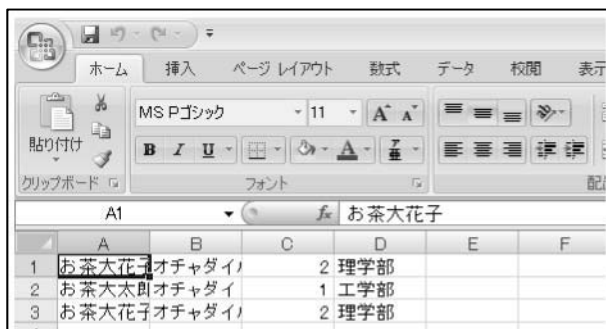 ホーム 挿入 ページ レイアウト 数式 データ 校閲 表示
貼り付け
MS Pゴシック 11 A A
B I U A
クリップボード フォント
A1 fx お茶大花子
A B C D E F
1 お茶大花子 オチャダイ 2 理学部
2 お茶大太郎 オチャダイ 1 工学部
3 お茶大花子 オチャダイ 2 理学部